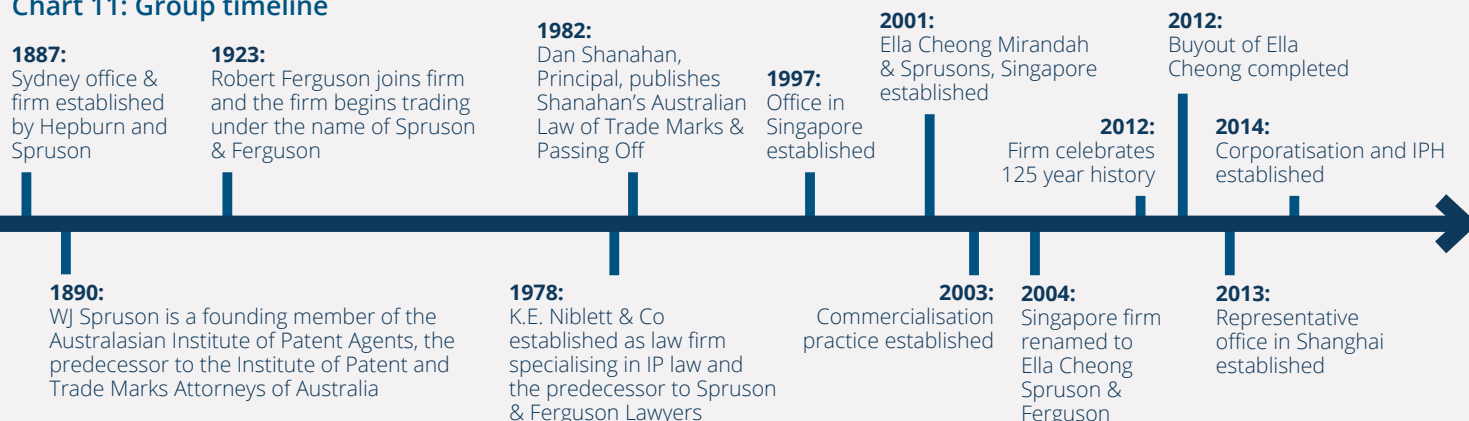 Chart 11: Group timeline
1887:
Sydney office &
firm established
by Hepburn and
Spruson
1923:
Robert Ferguson joins firm
and the firm begins trading
under the name of Spruson
& Ferguson
1982:
Dan Shanahan,
Principal, publishes
Shanahan's Australian
Law of Trade Marks &
Passing Off
1997:
Office in
Singapore
established
2001:
Ella Cheong Mirandah
& Sprusons, Singapore
established
2012:
Firm celebrates
125 year history
2012:
Buyout of Ella
Cheong completed
2014:
Corporatisation and IPH
established
1890:
WJ Spruson is a founding member of the
Australasian Institute of Patent Agents, the
predecessor to the Institute of Patent and
Trade Marks Attorneys of Australia
1978:
K.E. Niblett & Co
established as law firm
specialising in IP law and
the predecessor to Spruson
& Ferguson Lawyers
2003:
Commercialisation
practice established
2004:
Singapore firm
renamed to
Ella Cheong
Spruson &
Ferguson
2013:
Representative
office in Shanghai
established